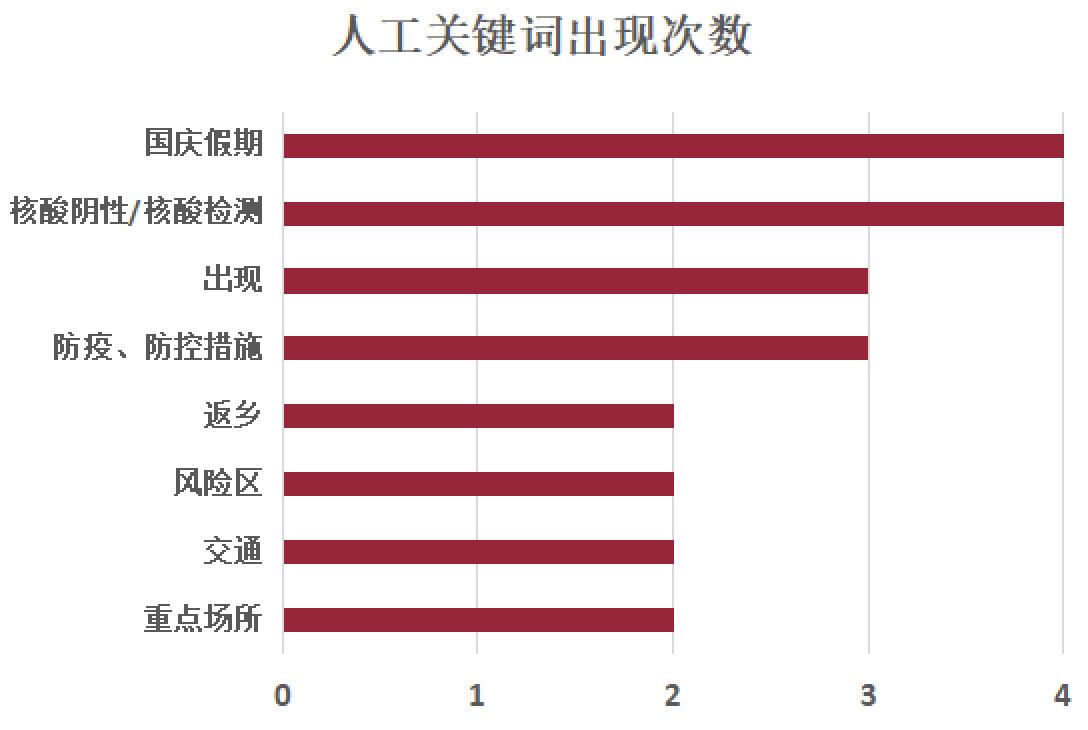 人工关键词出现次数
国庆假期
核酸阴性/核酸检测
出现
防疫、防控措施
返乡
风险区
交通
重点场所
0 1 2 3 4